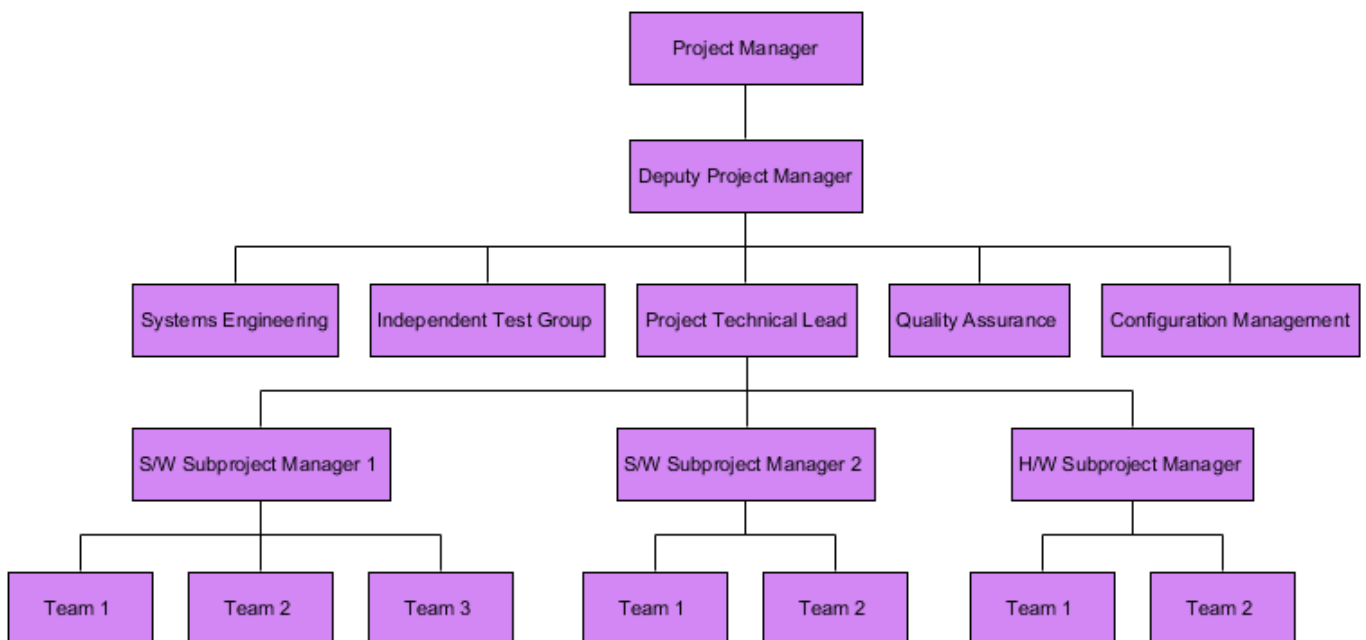 Project Manager
Deputy Project Manager
Systems Engineering
Independent Test Group
Project Technical Lead
Quality Assurance
Configuration Management
S/W Subproject Manager 1
S/W Subproject Manager 2
H/W Subproject Manager
Team 1
Team 2
Team 3
Team 1
Team 2
Team 1
Team 2